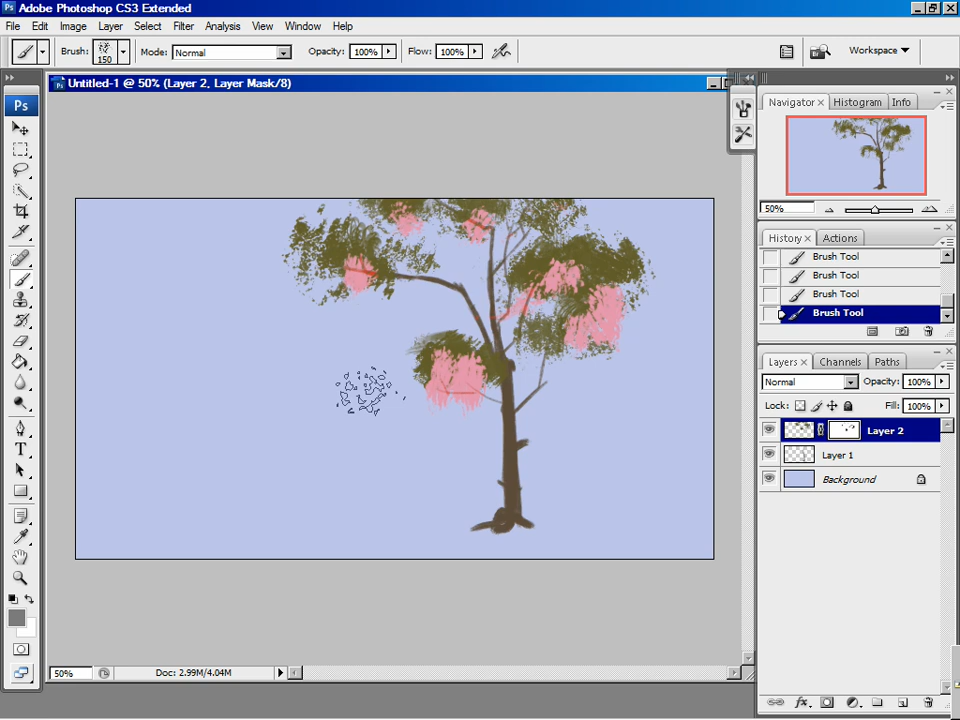 Ps Adobe Photoshop CS3 Extended
File Edit Image Layer Select Filter Analysis View Window Help
Brush: 150 Mode: Normal Opacity: 100% Flow: 100% Workspace
Untitled-1 @ 50% (Layer 2, Layer Mask/8)
Ps
T
Navigator Histogram Info
50%
History Actions
Brush Tool
Brush Tool
Brush Tool
Brush Tool
Layers Channels Paths
Normal Opacity: 100%
Lock: Fill: 100%
Layer 2
Layer 1
Background
50% Doc: 2.99M/4.04M